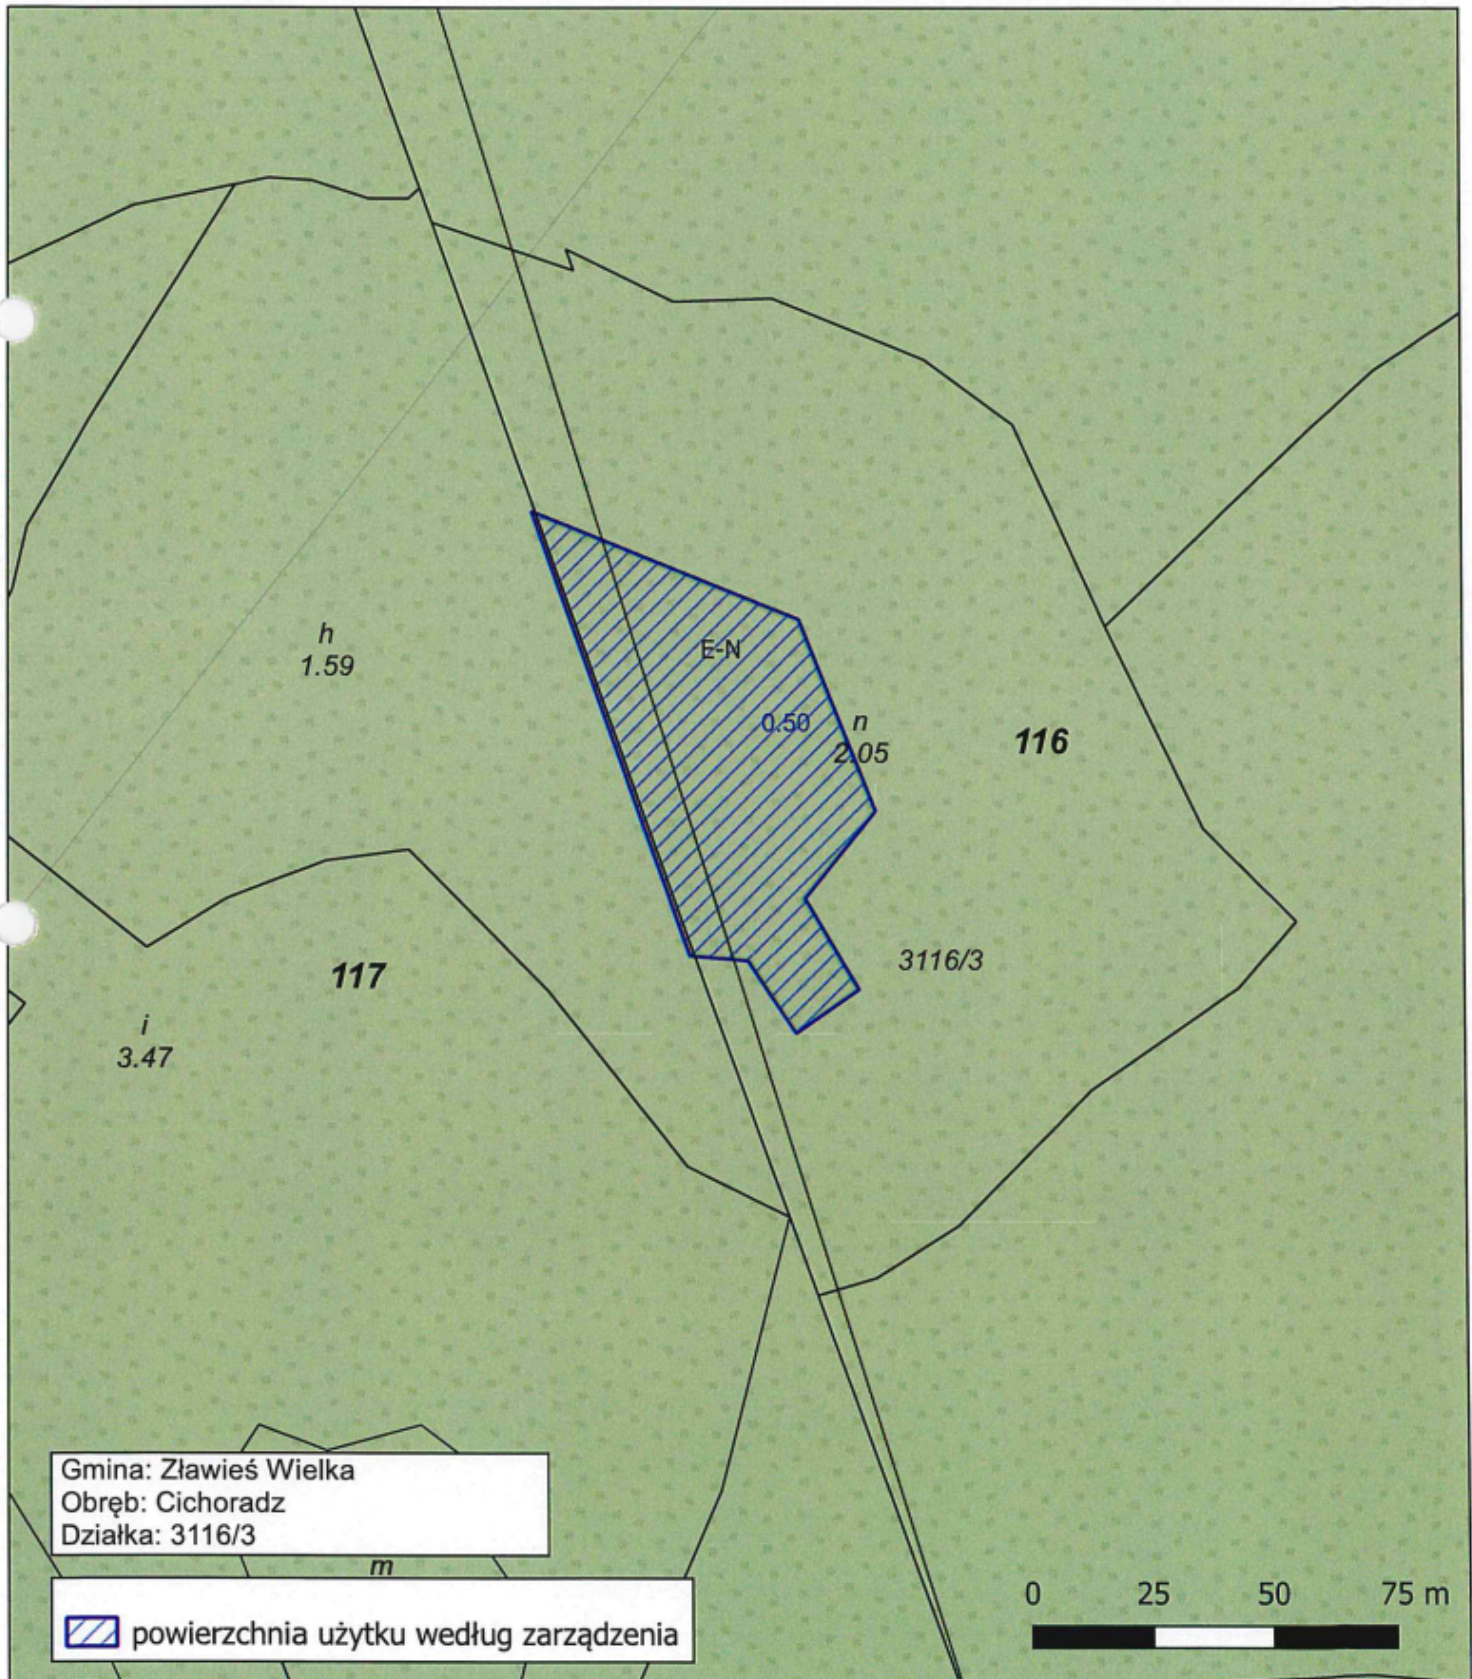 h
1.59
E-N
0.50
n
2.05
116
3116/3
117
i
3.47
Gmina: Zławieś Wielka
Obręb: Cichoradz
Działka: 3116/3
m
powierzchnia użytku według zarządzenia
0 25 50 75 m